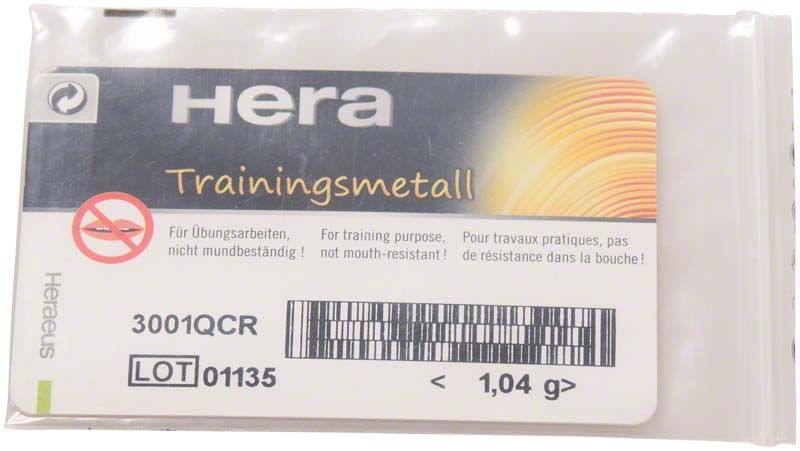 Hera
Trainingsmetall
Für Übungsarbeiten,
nicht mundbeständig !
For training purpose,
not mouth-resistant !
Pour travaux pratiques, pas
de résistance dans la bouche !
Heraeus
3001QCR
LOT 01135
< 1,04 g>